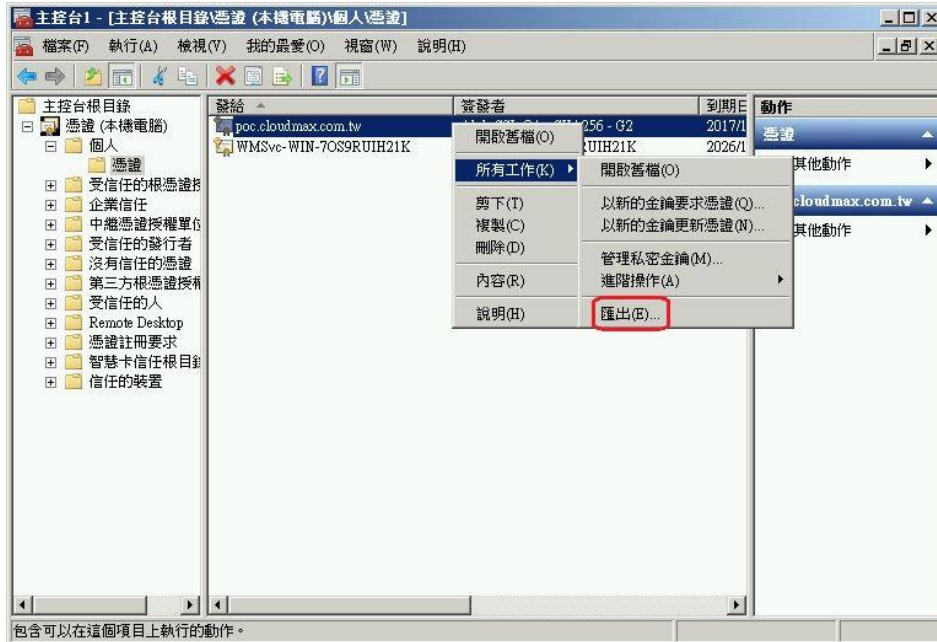 主控台1 - [主控台根目錄\憑證 (本機電腦)\個人\憑證]
檔案(F) 執行(A) 檢視(V) 我的最愛(O) 視窗(W) 說明(H)
主控台根目錄
憑證 (本機電腦)
個人
憑證
受信任的根憑證授
企業信任
中繼憑證授權單位
受信任的發行者
沒有信任的憑證
第三方根憑證授權
受信任的人
Remote Desktop
憑證註冊要求
智慧卡信任根目錄
信任的裝置
發給 簽發者 到期E
poc.cloudmax.com.tw 256 - G2 2017/1
WMSvc-WIN-7OS9RUIH21K RUIH21K 2026/1
開啟舊檔(O)
所有工作(K)
剪下(T)
複製(C)
刪除(D)
內容(R)
說明(H)
開啟舊檔(O)
以新的金鑰要求憑證(Q)...
以新的金鑰更新憑證(N)...
管理私密金鑰(M)...
進階操作(A)
匯出(E)...
動作
憑證
其他動作
cloudmax.com.tw
其他動作
包含可以在這個項目上執行的動作。